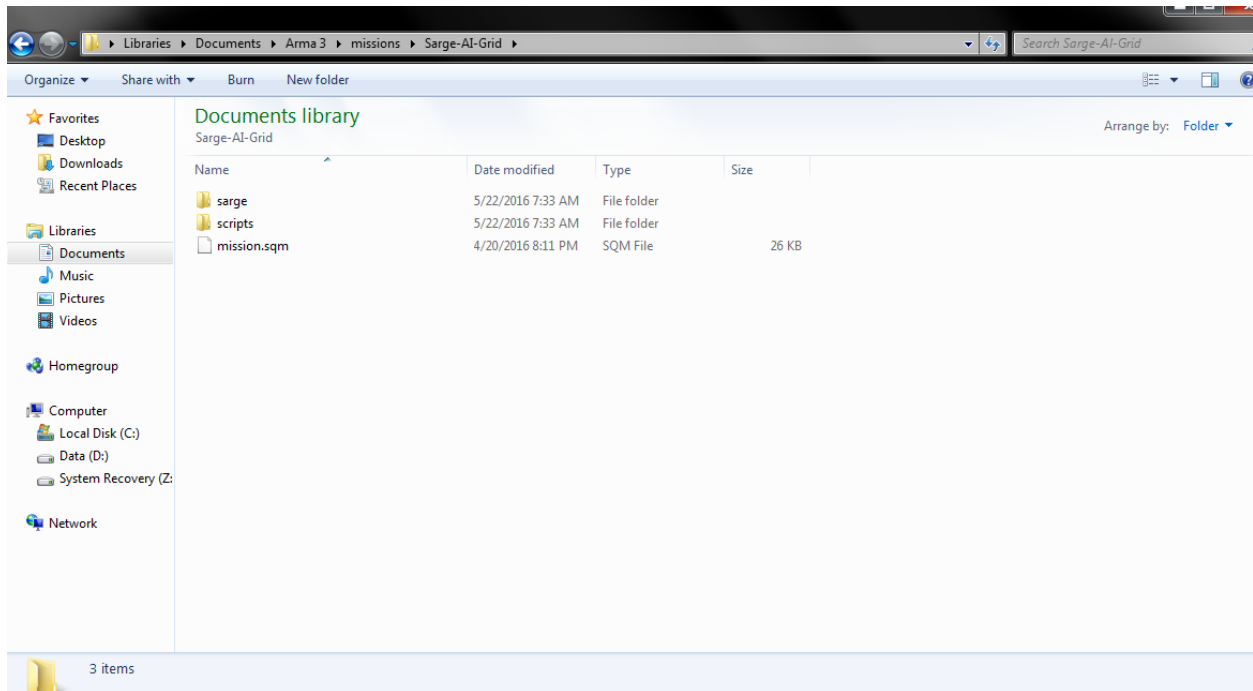 Libraries Documents Arma 3 missions Sarge-AI-Grid
Search Sarge-AI-Grid
Organize Share with Burn New folder
Favorites
Desktop
Downloads
Recent Places
Libraries
Documents
Music
Pictures
Videos
Homegroup
Computer
Local Disk (C:)
Data (D:)
System Recovery (Z:
Network
Documents library
Sarge-AI-Grid
Arrange by: Folder
Name Date modified Type Size
sarge 5/22/2016 7:33 AM File folder
scripts 5/22/2016 7:33 AM File folder
mission.sqm 4/20/2016 8:11 PM SQM File 26 KB
3 items